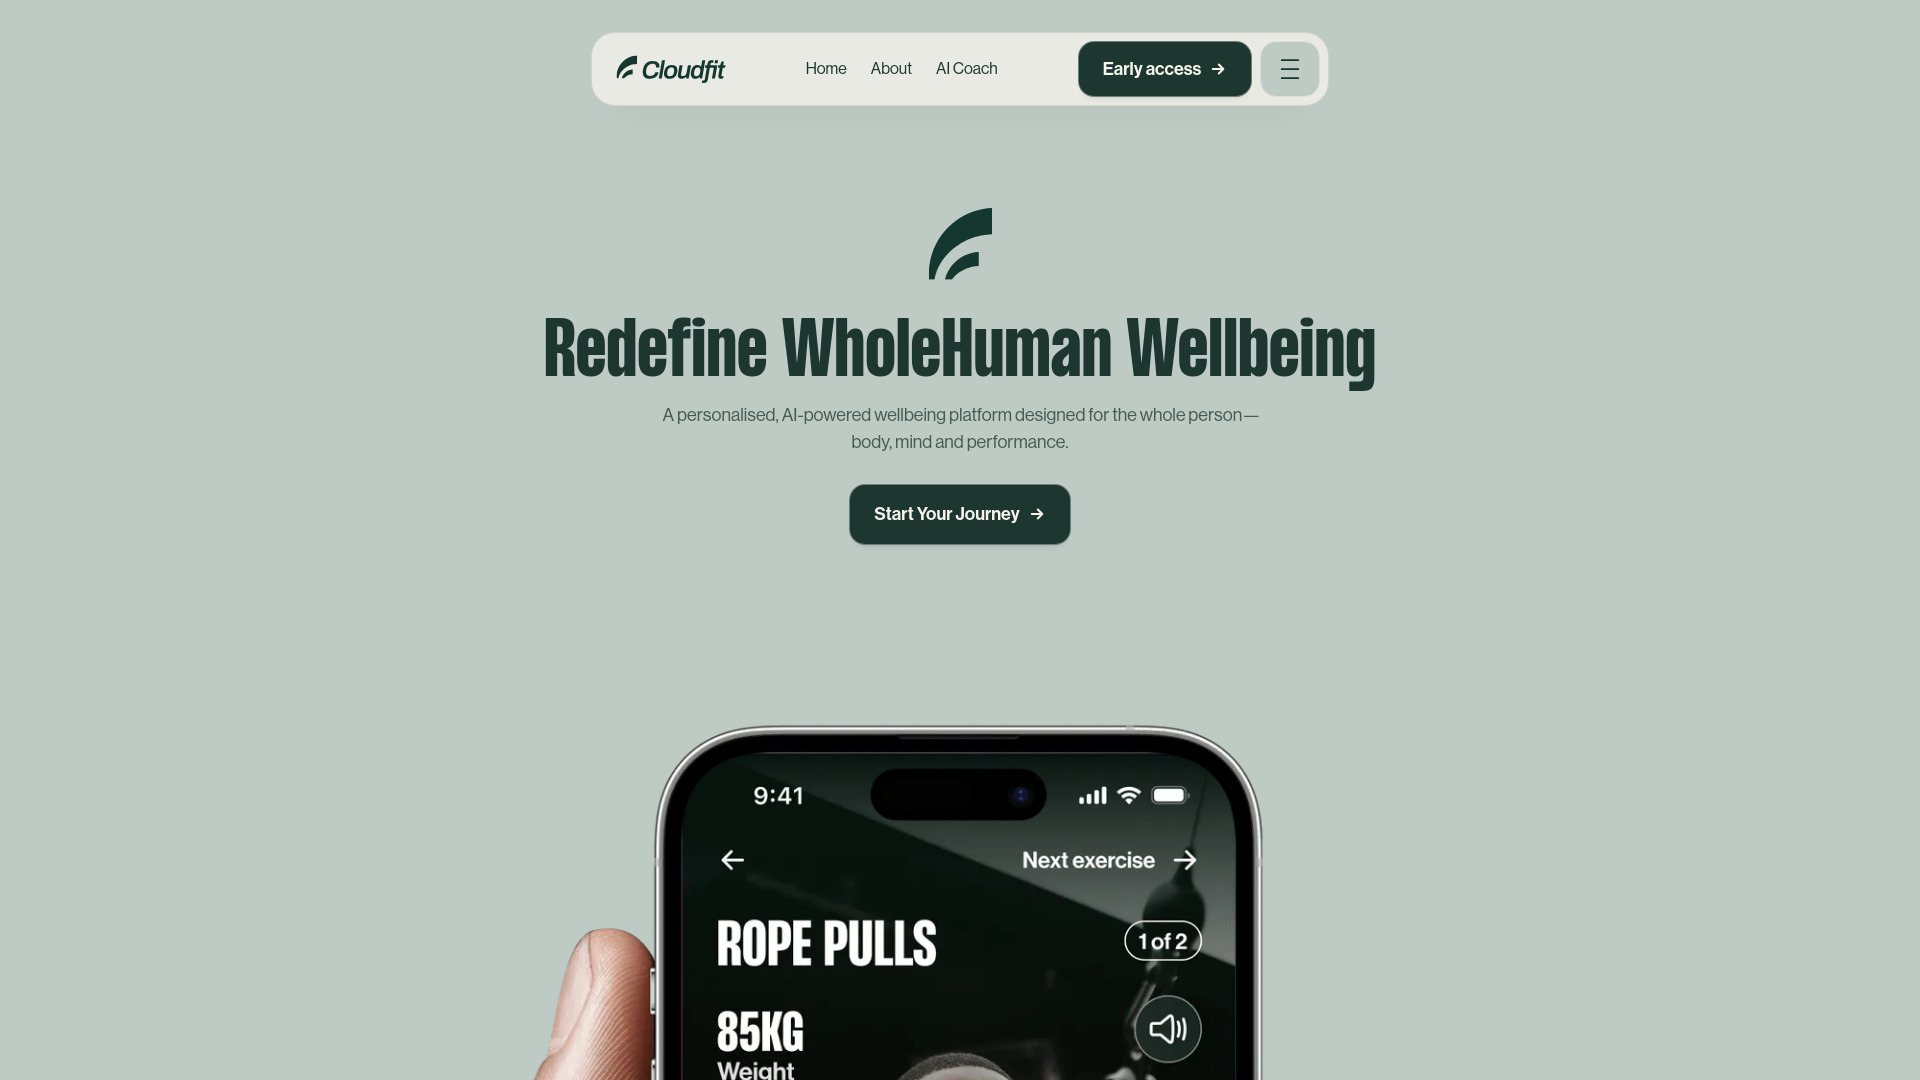 Cloudfit
Home
About
AI Coach
Early access
Redefine WholeHuman Wellbeing
A personalised, AI-powered wellbeing platform designed for the whole person—
body, mind and performance.
Start Your Journey
9:41
Next exercise
ROPE PULLS
1 of 2
85KG
Weight